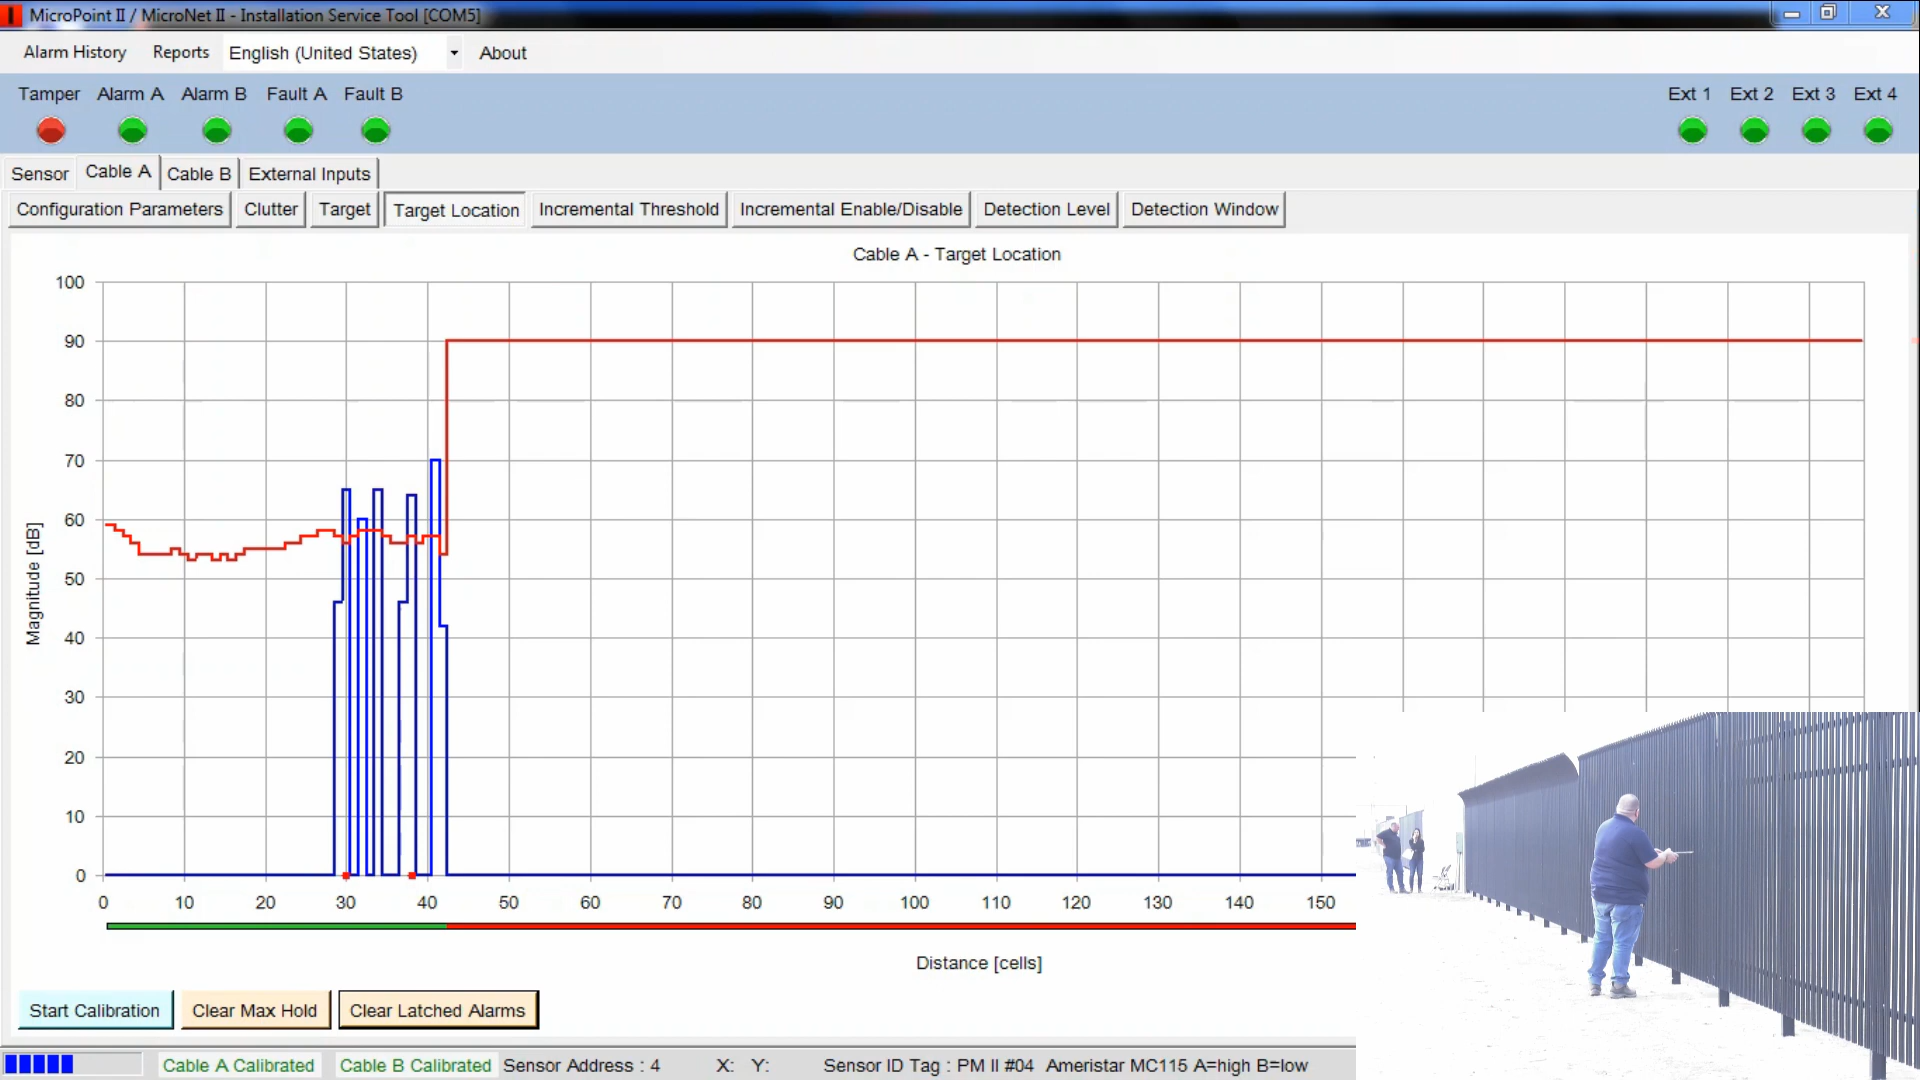 MicroPoint II / MicroNet II - Installation Service Tool [COM5]
Alarm History Reports English (United States) About
Tamper Alarm A Alarm B Fault A Fault B Ext 1 Ext 2 Ext 3 Ext 4
Sensor Cable A Cable B External Inputs
Configuration Parameters Clutter Target Target Location Incremental Threshold Incremental Enable/Disable Detection Level Detection Window
Cable A - Target Location
100
90
80
70
60
50
40
30
20
10
0
Magnitude [dB]
0 10 20 30 40 50 60 70 80 90 100 110 120 130 140 150
Distance [cells]
Start Calibration Clear Max Hold Clear Latched Alarms
Cable A Calibrated Cable B Calibrated Sensor Address : 4 X: Y: Sensor ID Tag : PM II #04 Ameristar MC115 A=high B=low